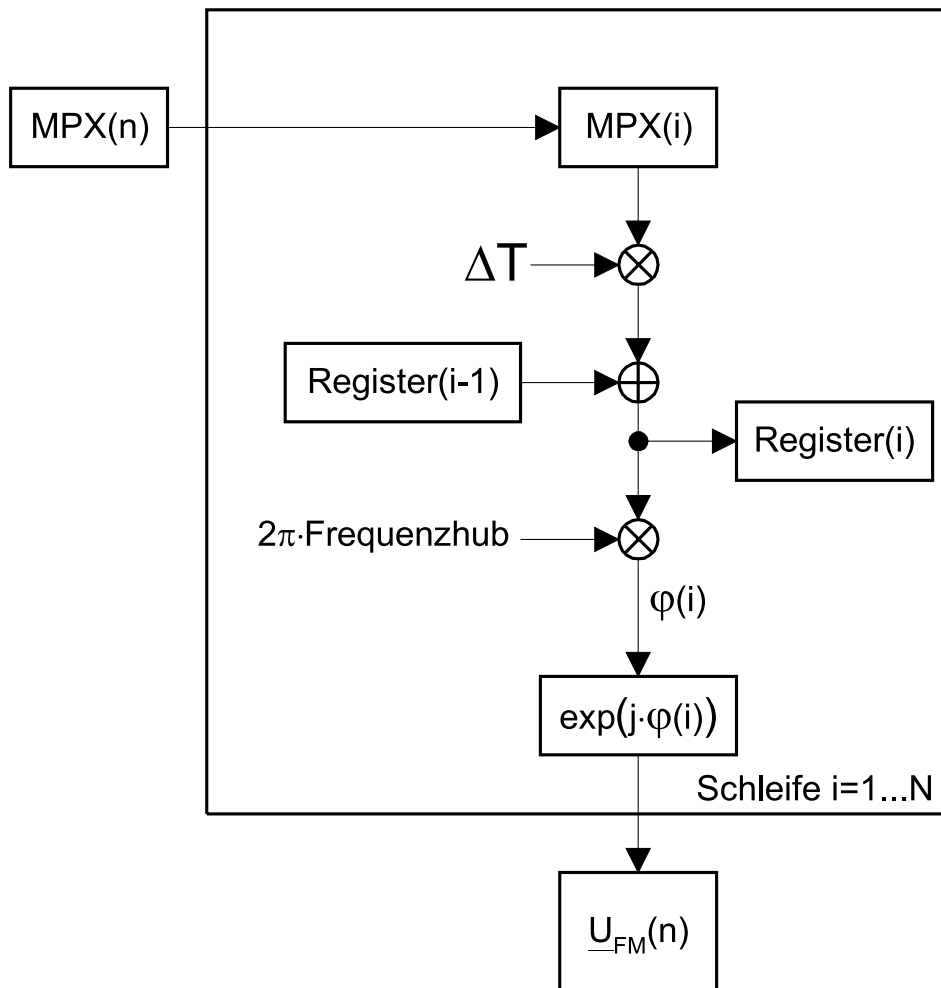 MPX(n)
MPX(i)
ΔT
Register(i-1)
Register(i)
2π·Frequenzhub
φ(i)
exp(j·φ(i))
Schleife i=1...N
U_FM(n)